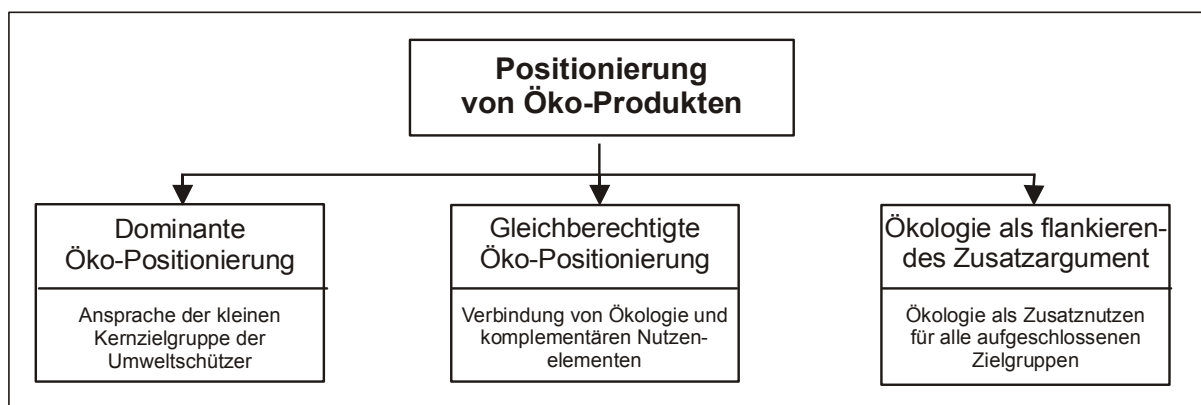 Positionierung
von Öko-Produkten
Dominante
Öko-Positionierung
Ansprache der kleinen
Kernzielgruppe der
Umweltschützer
Gleichberechtigte
Öko-Positionierung
Verbindung von Ökologie und
komplementären Nutzen-
elementen
Ökologie als flankieren-
des Zusatzargument
Ökologie als Zusatznutzen
für alle aufgeschlossenen
Zielgruppen